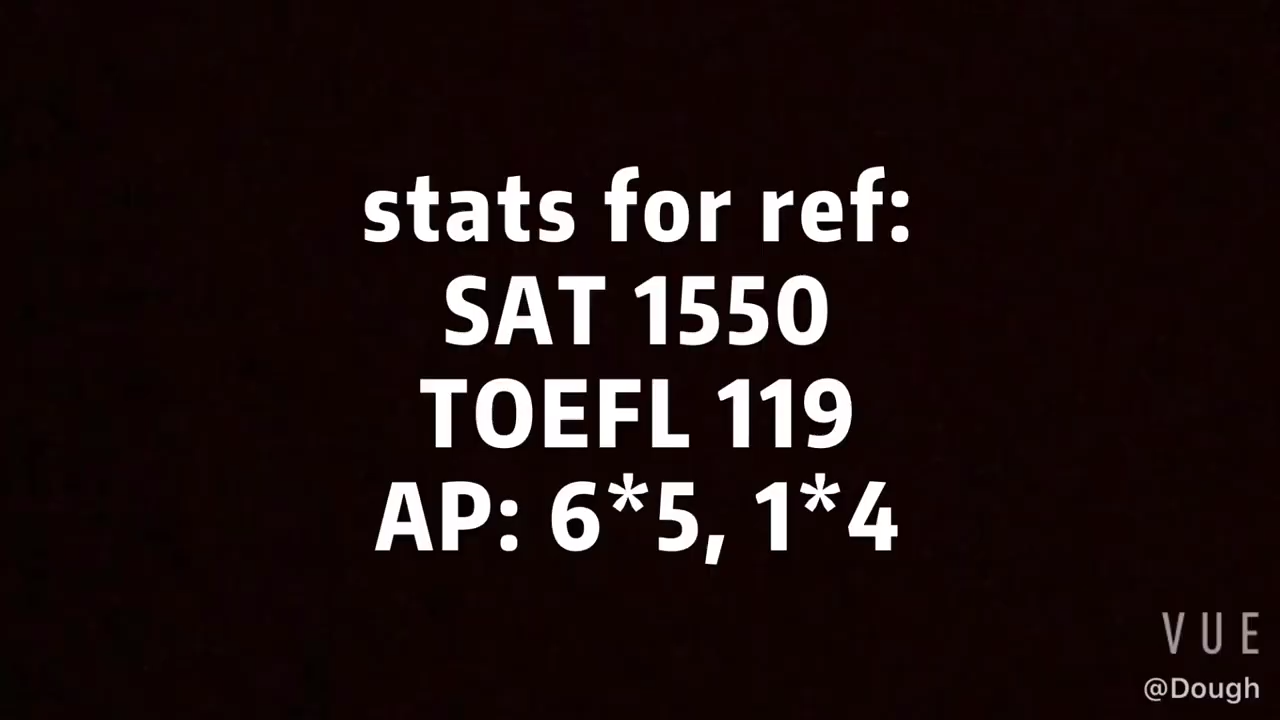 stats for ref:
SAT 1550
TOEFL 119
AP: 6*5, 1*4
VUE
@Dough